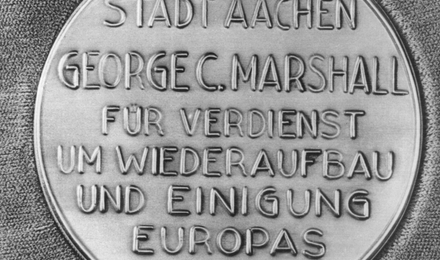 STADT AACHEN
GEORGE C. MARSHALL
FÜR VERDIENST
UM WIEDERAUFBAU
UND EINIGUNG
EUROPAS